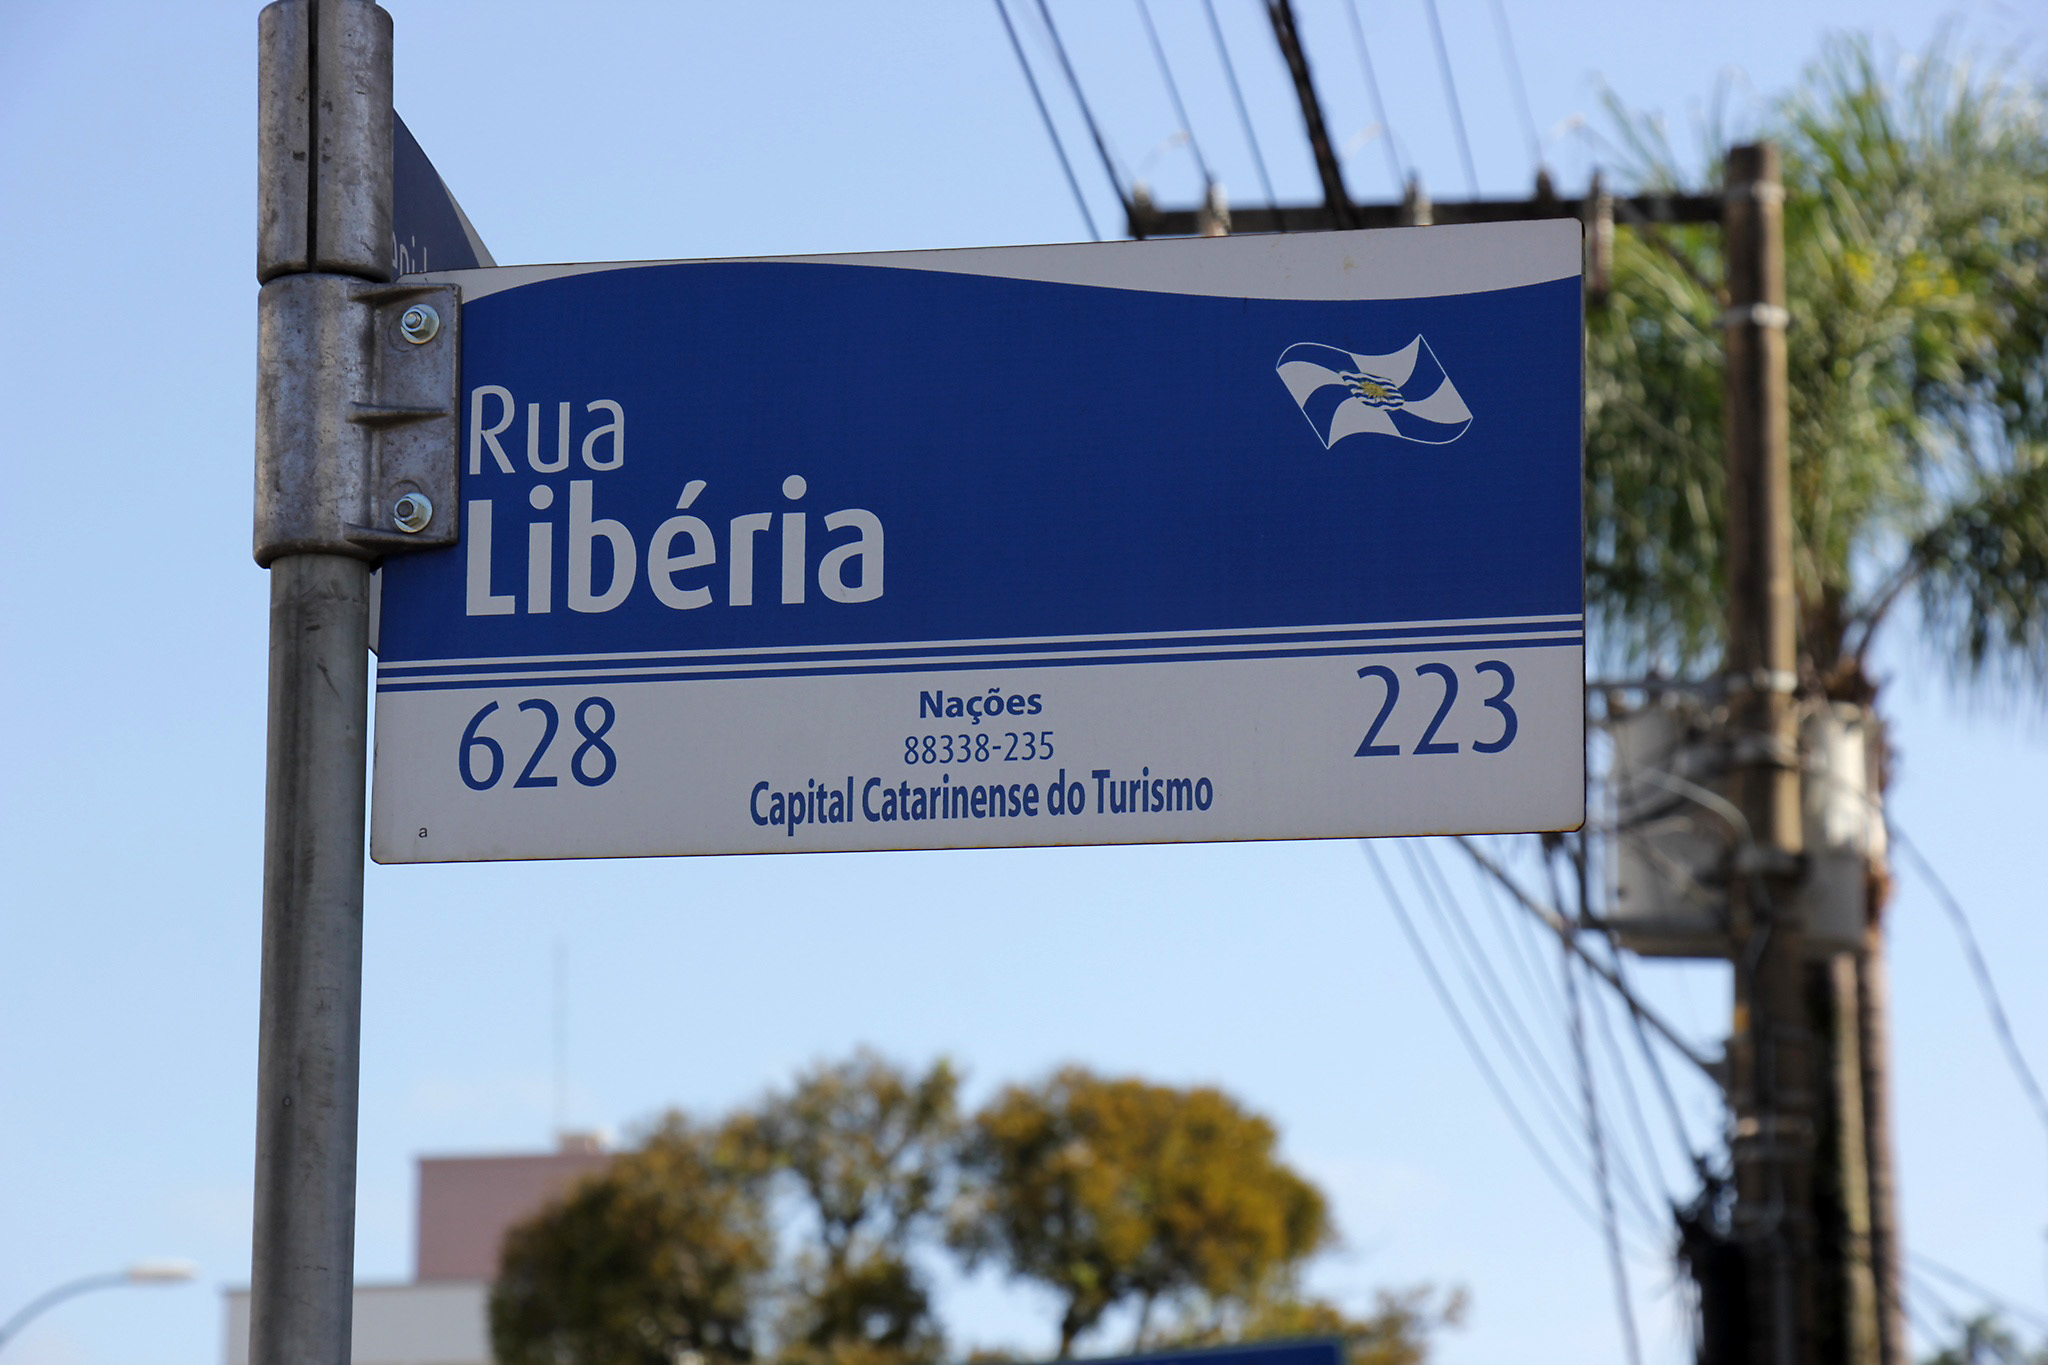 Rua
Libéria
628
Nações
88338-235
Capital Catarinense do Turismo
223
a